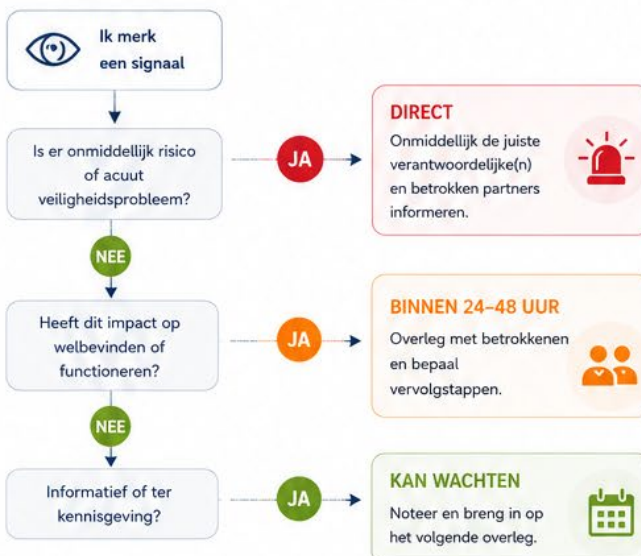 Ik merk
een signaal
Is er onmiddellijk risico
of acuut
veiligheidsprobleem?
JA
DIRECT
Onmiddellijk de juiste
verantwoordelijke(n)
en betrokken partners
informeren.
NEE
Heeft dit impact op
welbevinden of
functioneren?
JA
BINNEN 24–48 UUR
Overleg met betrokkenen
en bepaal
vervolgstappen.
NEE
Informatief of ter
kennisgeving?
JA
KAN WACHTEN
Noteer en breng in op
het volgende overleg.